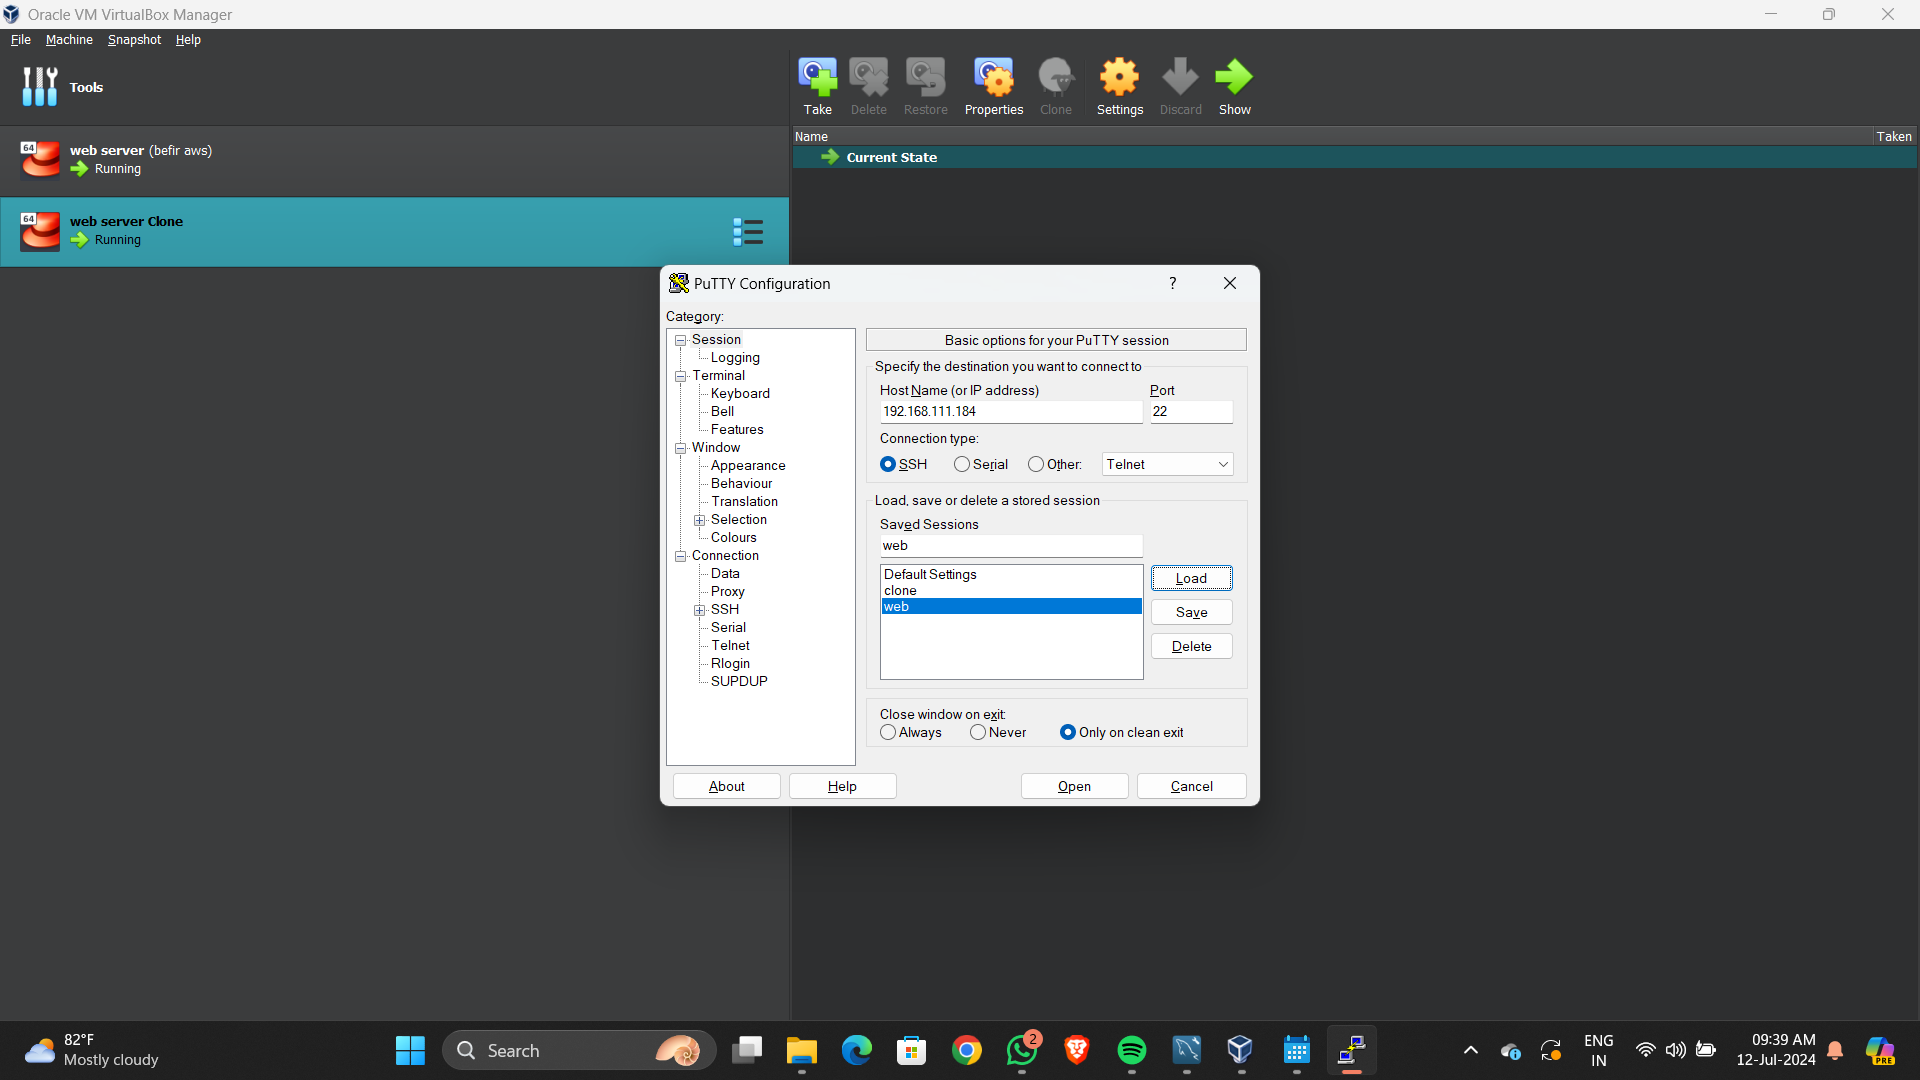 Oracle VM VirtualBox Manager
File Machine Snapshot Help
Tools
64
web server (befir aws)
Running
64
web server Clone
Running
Take Delete Restore Properties Clone Settings Discard Show
Name Taken
Current State
PuTTY Configuration ?
Category:
Session
Logging
Terminal
Keyboard
Bell
Features
Window
Appearance
Behaviour
Translation
Selection
Colours
Connection
Data
Proxy
SSH
Serial
Telnet
Rlogin
SUPDUP
Basic options for your PuTTY session
Specify the destination you want to connect to
Host Name (or IP address) Port
192.168.111.184 22
Connection type:
SSH Serial Other: Telnet
Load, save or delete a stored session
Saved Sessions
web
Default Settings
clone
web
Load
Save
Delete
Close window on exit:
Always Never Only on clean exit
About Help Open Cancel
82°F
Mostly cloudy
Search
2
ENG
IN
09:39 AM
12-Jul-2024
PRE